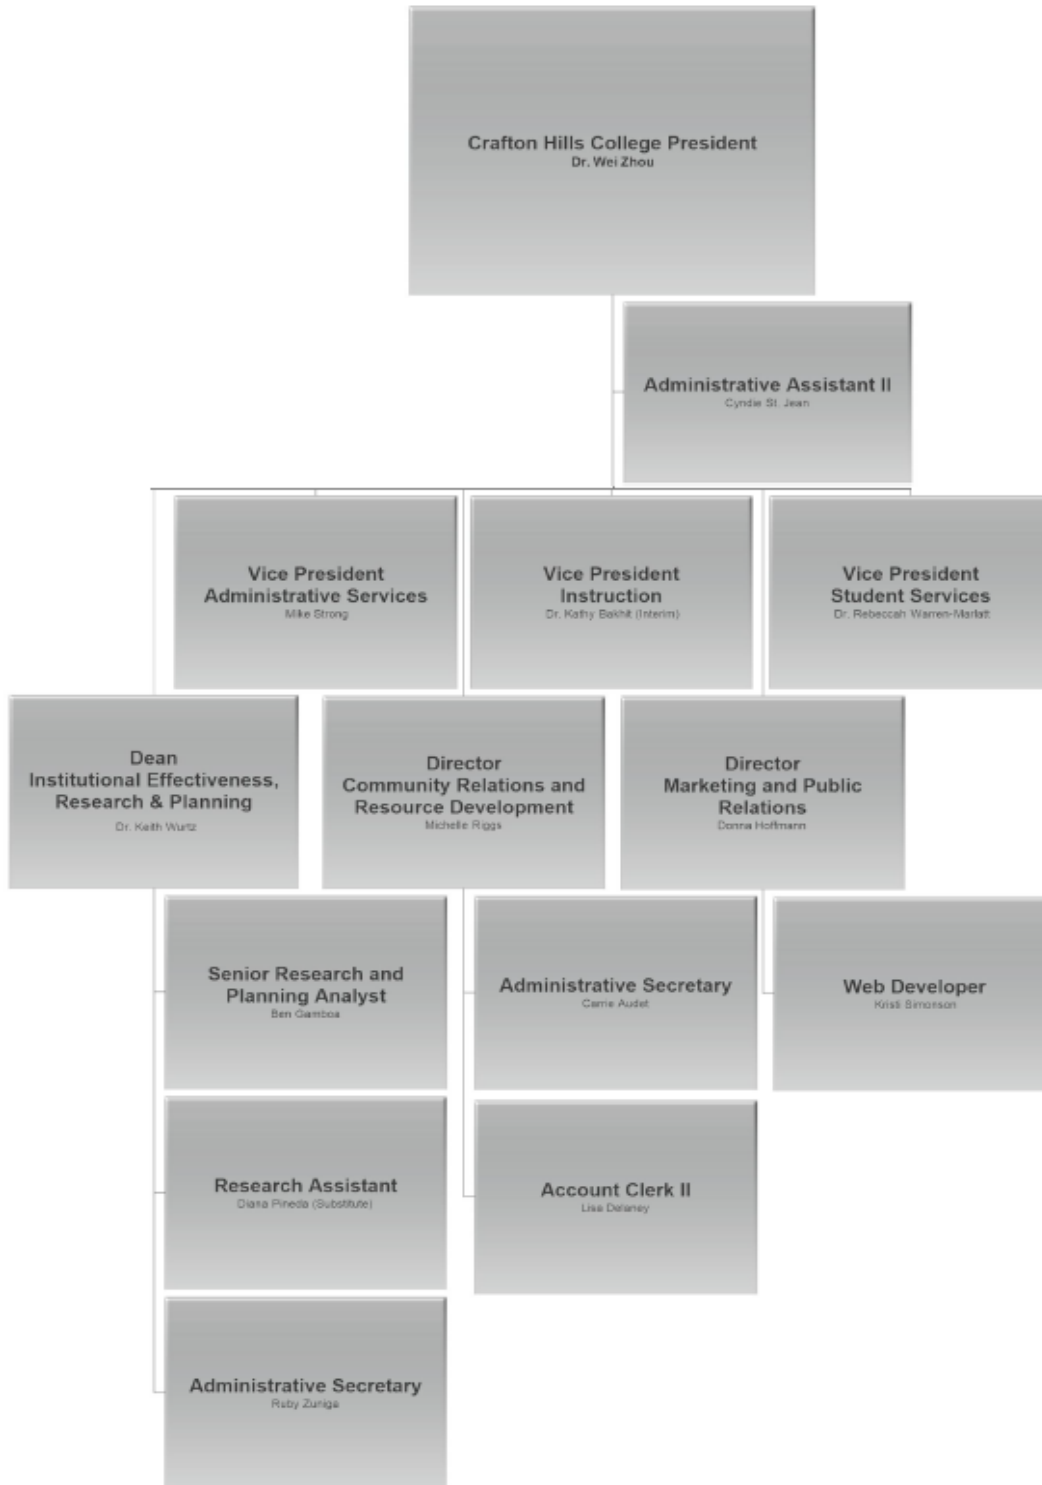 Crafton Hills College President
Dr. Wei Zhou
Administrative Assistant II
Cyndie St. Jean
Vice President
Administrative Services
Mike Strong
Vice President
Instruction
Dr. Kathy Bakhit (Interim)
Vice President
Student Services
Dr. Rebeccah Warren-Marlatt
Dean
Institutional Effectiveness,
Research & Planning
Dr. Keith Wurtz
Director
Community Relations and
Resource Development
Michelle Riggs
Director
Marketing and Public
Relations
Donna Hoffmann
Senior Research and
Planning Analyst
Ben Gamboa
Administrative Secretary
Carrie Audet
Web Developer
Kristi Simonson
Research Assistant
Diana Pineda (Substitute)
Account Clerk II
Lisa Delaney
Administrative Secretary
Ruby Zuniga